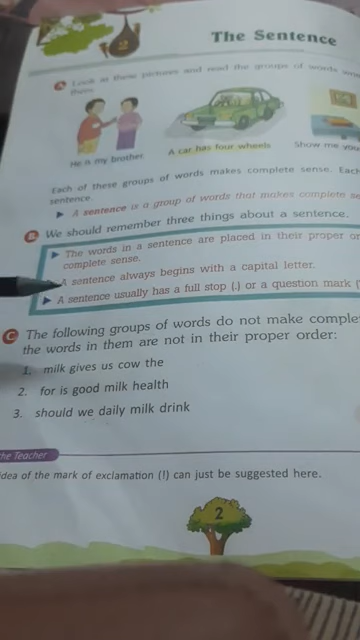 2
The Sentence
A Look at these pictures and read the groups of words
them
He is my brother
A car has four wheels
Show me you
Each of these groups of words makes complete sense. Each
sentence.
A sentence is a group of words that makes complete se
B We should remember three things about a sentence.
The words in a sentence are placed in their proper or
complete sense.
A sentence always begins with a capital letter.
A sentence usually has a full stop (.) or a question mark (
C The following groups of words do not make comple
the words in them are not in their proper order:
1. milk gives us cow the
2. for is good milk health
3. should we daily milk drink
he Teacher
dea of the mark of exclamation (!) can just be suggested here.
2